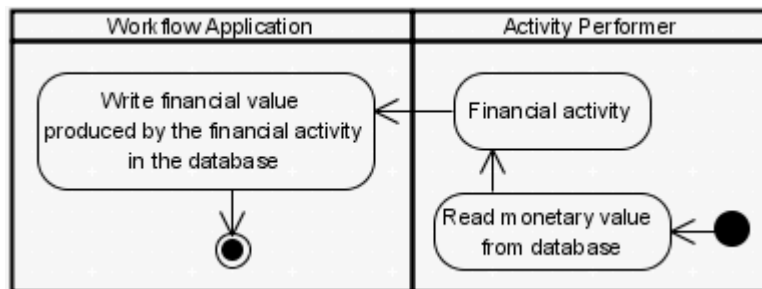 Workflow Application
Activity Performer
Write financial value
produced by the financial activity
in the database
Financial activity
Read monetary value
from database